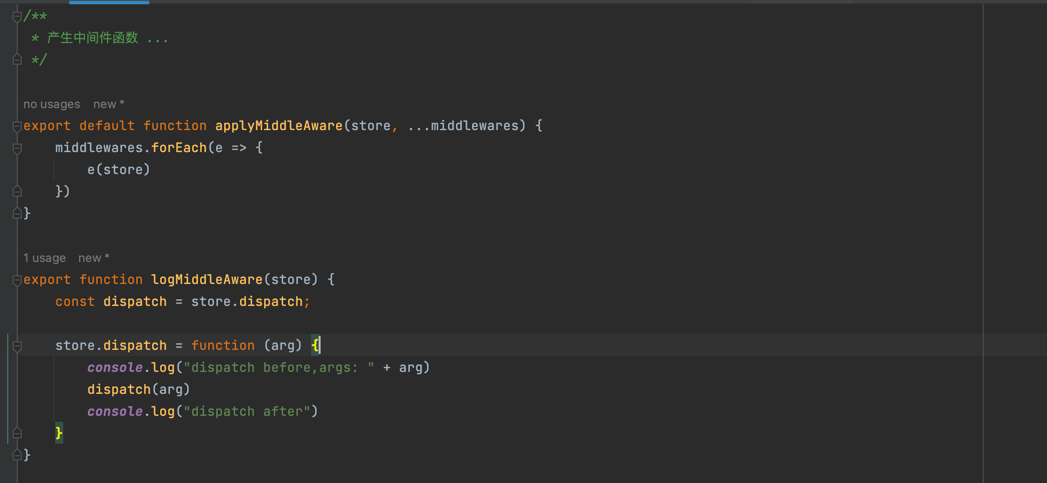 /**
 * 产生中间件函数 ...
 */
no usages new *
export default function applyMiddleAware(store, ...middlewares) {
    middlewares.forEach(e => {
        e(store)
    })
}
1 usage new *
export function logMiddleAware(store) {
    const dispatch = store.dispatch;
    store.dispatch = function (arg) {
        console.log("dispatch before,args: " + arg)
        dispatch(arg)
        console.log("dispatch after")
    }
}